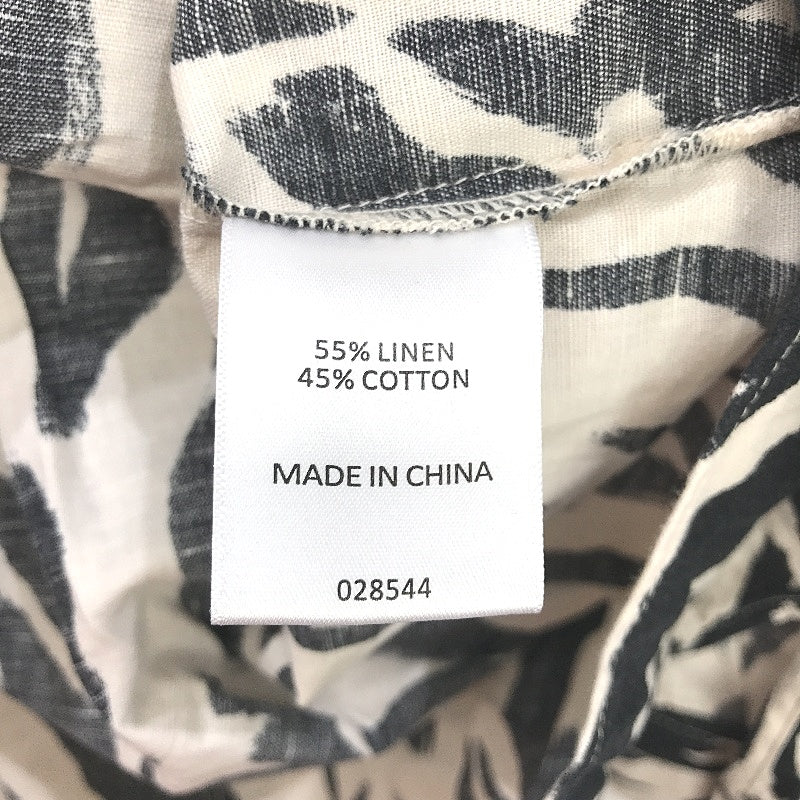 55% LINEN
45% COTTON
MADE IN CHINA
028544